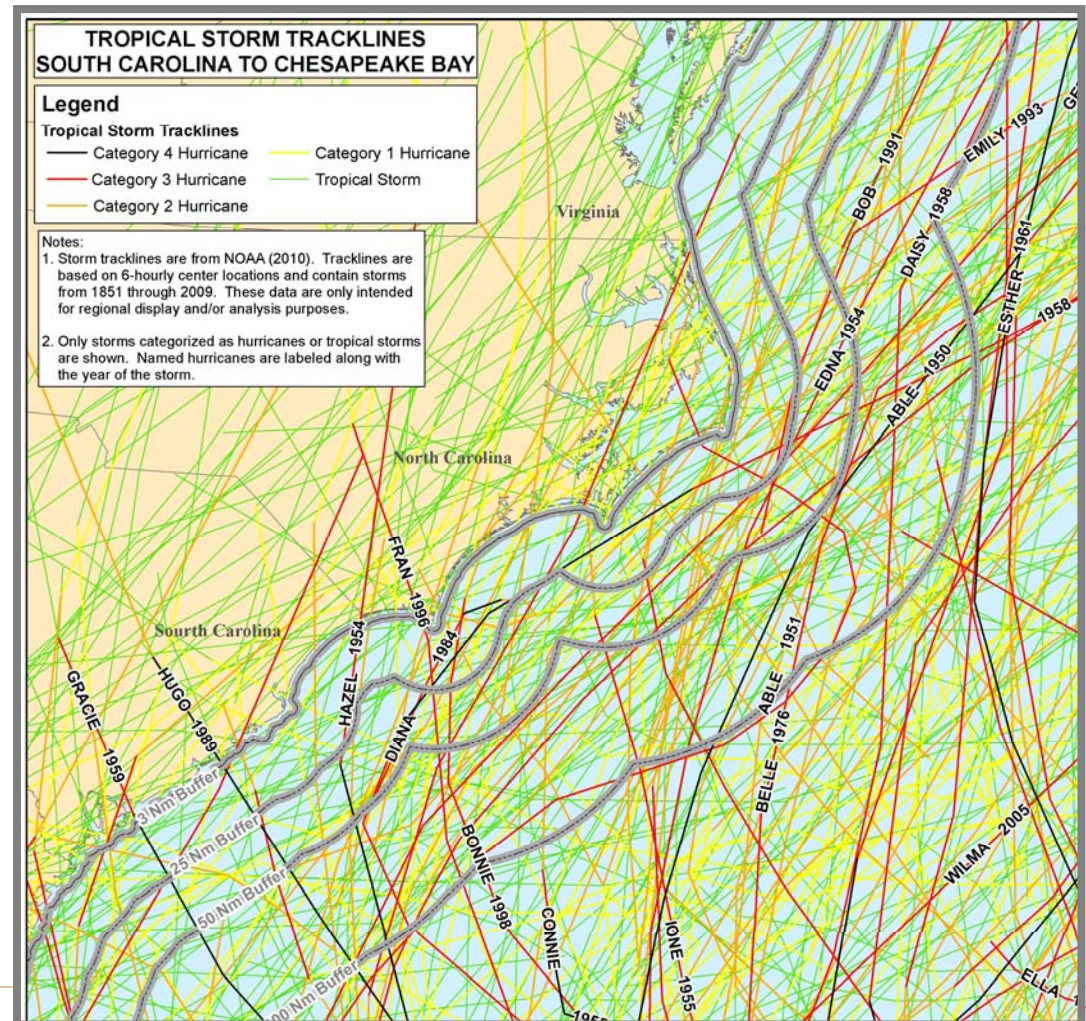 TROPICAL STORM TRACKLINES
SOUTH CAROLINA TO CHESAPEAKE BAY
Legend
Tropical Storm Tracklines
Category 4 Hurricane
Category 1 Hurricane
Category 3 Hurricane
Tropical Storm
Category 2 Hurricane
Notes:
1. Storm tracklines are from NOAA (2010). Tracklines are
based on 6-hourly center locations and contain storms
from 1851 through 2009. These data are only intended
for regional display and/or analysis purposes.
2. Only storms categorized as hurricanes or tropical storms
are shown. Named hurricanes are labeled along with
the year of the storm.
Virginia
North Carolina
Sourth Carolina
EMILY 1993
BOB 1991
DAISY 1958
ESTHER 1961
1958
EDNA 1954
ABLE 1950
FRAN 1996
HAZEL 1954
1984
DIANA
GRACIE 1959
HUGO 1989
ABLE 1951
BELLE 1976
WILMA 2005
BONNIE 1998
CONNIE
IONE 1955
ELLA
3 Nm Buffer
25 Nm Buffer
50 Nm Buffer
100 Nm Buffer